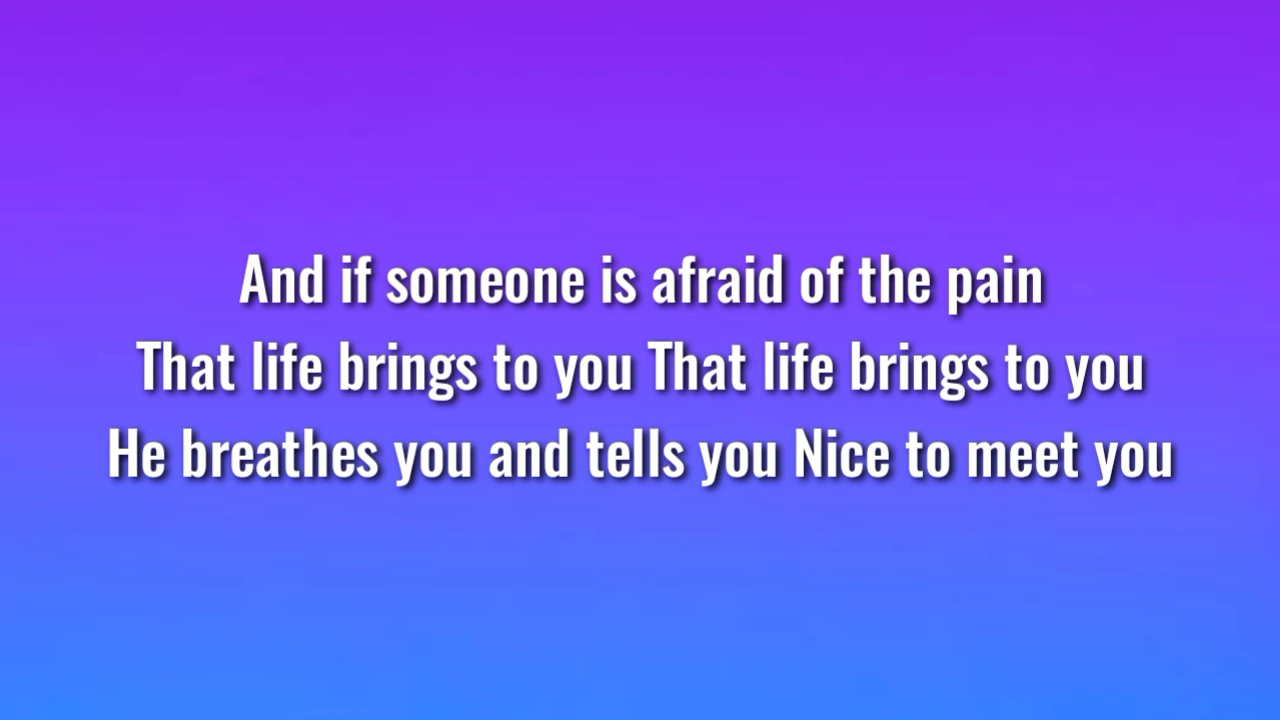 And if someone is afraid of the pain
That life brings to you That life brings to you
He breathes you and tells you Nice to meet you